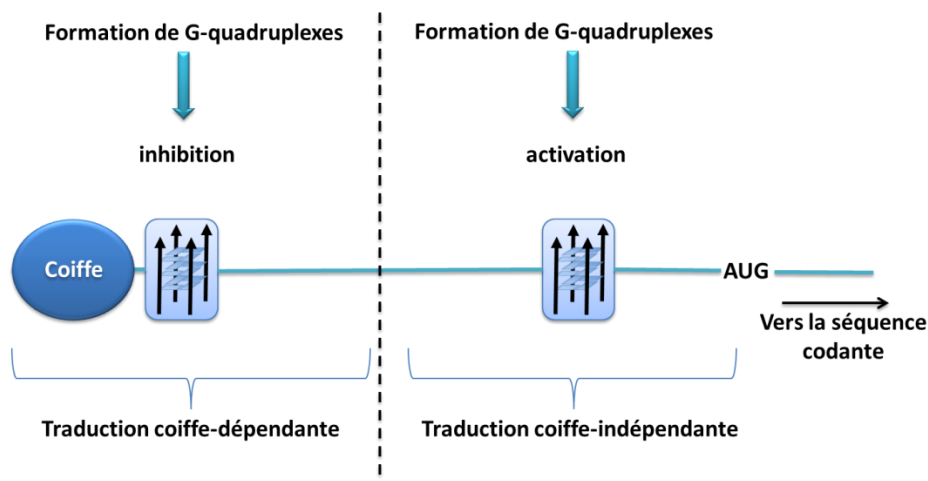 Formation de G-quadruplexes
Formation de G-quadruplexes
inhibition
activation
Coiffe
AUG
Vers la séquence
codante
Traduction coiffe-dépendante
Traduction coiffe-indépendante